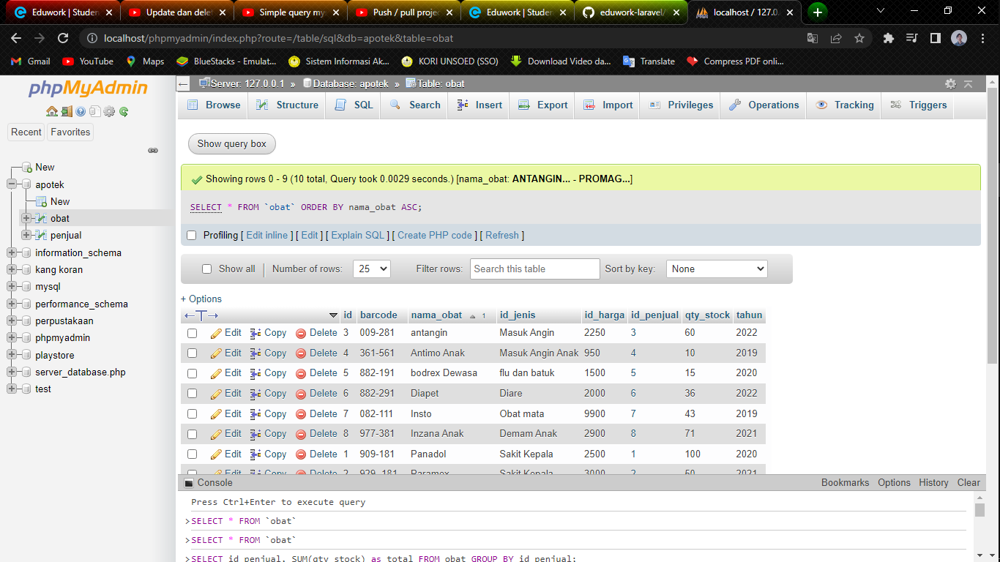 Eduwork | Studen
Update dan delet
Simple query mys
Push / pull projec
Eduwork | Studen
eduwork-laravel/
localhost / 127.0.
localhost/phpmyadmin/index.php?route=/table/sql&db=apotek&table=obat
Gmail YouTube Maps BlueStacks - Emulat... Sistem Informasi Ak... KORI UNSOED (SSO) Download Video da... Translate Compress PDF onli...
phpMyAdmin
Recent Favorites
New
apotek
New
obat
penjual
information_schema
kang koran
mysql
performance_schema
perpustakaan
phpmyadmin
playstore
server_database.php
test
Server: 127.0.0.1 » Database: apotek » Table: obat
Browse Structure SQL Search Insert Export Import Privileges Operations Tracking Triggers
Show query box
Showing rows 0 - 9 (10 total, Query took 0.0029 seconds.) [nama_obat: ANTANGIN... - PROMAG...]
SELECT * FROM `obat` ORDER BY nama_obat ASC;
Profiling [ Edit inline ] [ Edit ] [ Explain SQL ] [ Create PHP code ] [ Refresh ]
Show all Number of rows: 25 Filter rows: Search this table Sort by key: None
+ Options
←T→ id barcode nama_obat 1 id_jenis id_harga id_penjual qty_stock tahun
Edit Copy Delete 3 009-281 antangin Masuk Angin 2250 3 60 2022
Edit Copy Delete 4 361-561 Antimo Anak Masuk Angin Anak 950 4 10 2019
Edit Copy Delete 5 882-191 bodrex Dewasa flu dan batuk 1500 5 15 2020
Edit Copy Delete 6 882-291 Diapet Diare 2000 6 36 2022
Edit Copy Delete 7 082-111 Insto Obat mata 9900 7 43 2019
Edit Copy Delete 8 977-381 Inzana Anak Demam Anak 2900 8 71 2021
Edit Copy Delete 1 909-181 Panadol Sakit Kepala 2500 1 100 2020
Edit Copy Delete 2 929-181 Paramex Sakit Kepala 3000 2 50 2021
Console Bookmarks Options History Clear
Press Ctrl+Enter to execute query
>SELECT * FROM `obat`
>SELECT * FROM `obat`
>SELECT id_penjual, SUM(qty_stock) as total FROM obat GROUP BY id_penjual;